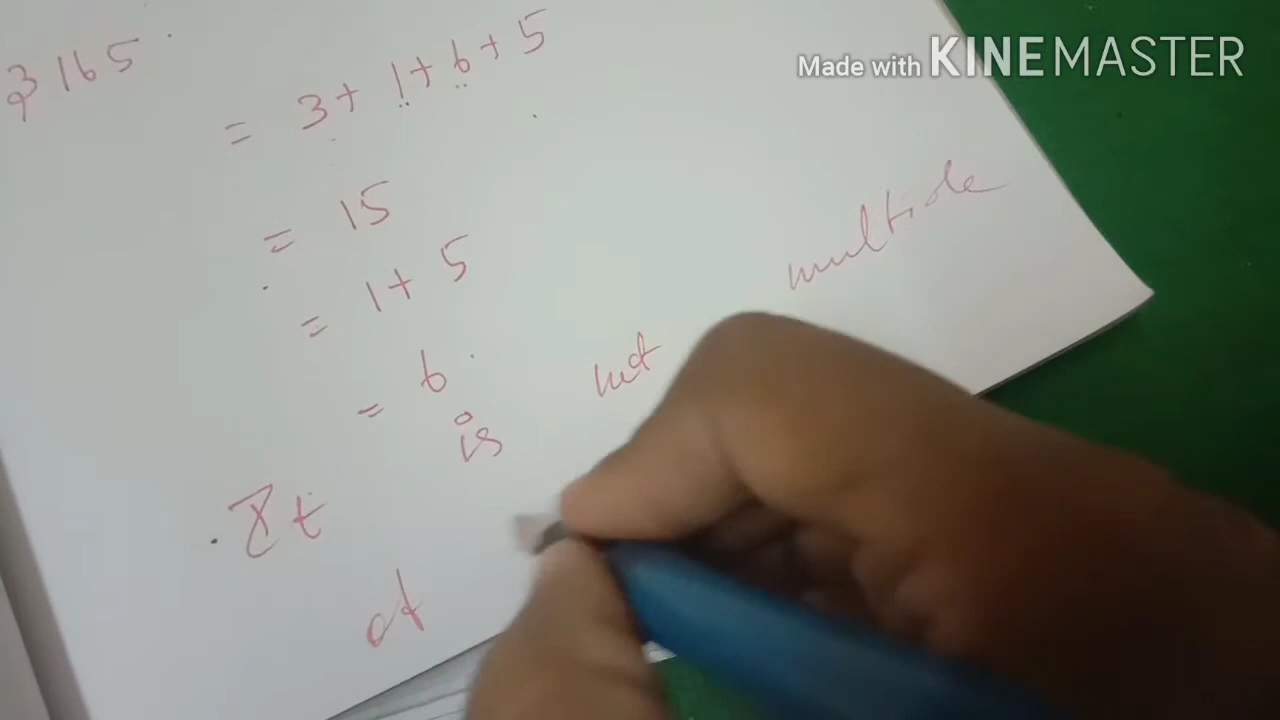 Made with KINEMASTER
3165
= 3 + 1 + 6 + 5
= 15
= 1 + 5
= 6
It is not multiple
of